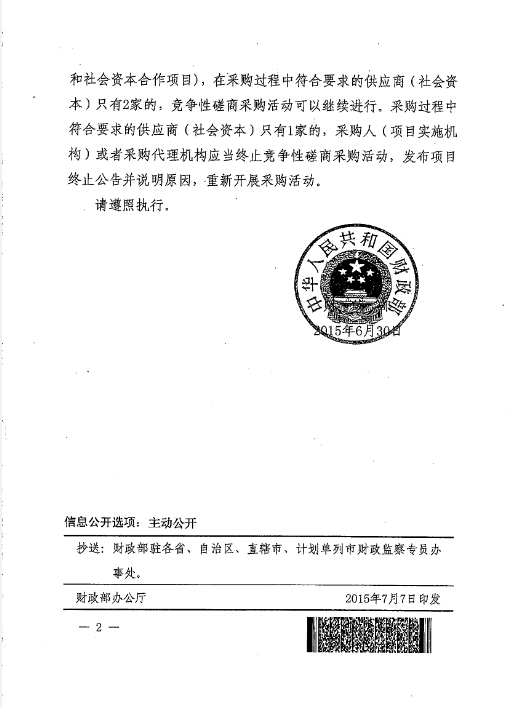 和社会资本合作项目），在采购过程中符合要求的供应商（社会资
本）只有2家的，竞争性磋商采购活动可以继续进行。采购过程中
符合要求的供应商（社会资本）只有1家的，采购人（项目实施机
构）或者采购代理机构应当终止竞争性磋商采购活动，发布项目
终止公告并说明原因，重新开展采购活动。
请遵照执行。
中华人民共和国财政部
2015年6月30日
信息公开选项：主动公开
抄送：财政部驻各省、自治区、直辖市、计划单列市财政监察专员办
事处。
财政部办公厅 2015年7月7日印发
— 2 —